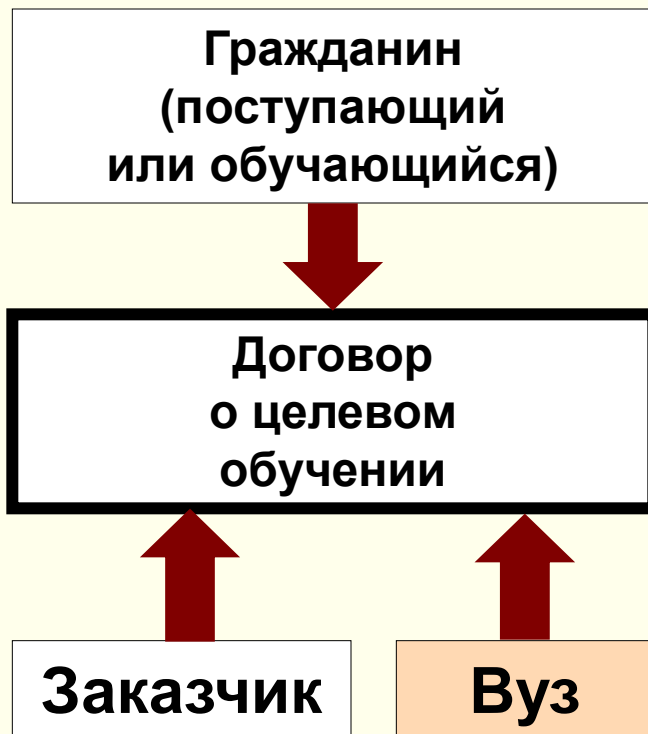 Гражданин
(поступающий
или обучающийся)
Договор
о целевом
обучении
Заказчик
Вуз